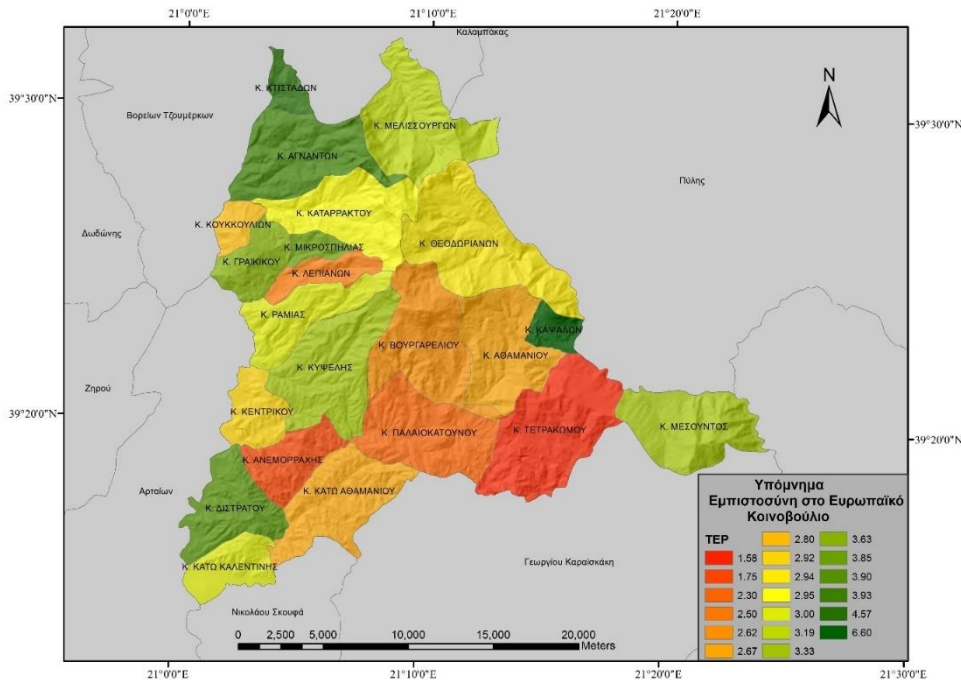 21°0'0"E 21°10'0"E 21°20'0"E
Καλαμπάκας
39°30'0"N
Κ. ΚΤΙΣΤΑΔΩΝ
N
Βορείων Τζουμέρκων
Κ. ΜΕΛΙΣΣΟΥΡΓΩΝ
39°30'0"N
Κ. ΑΓΝΑΝΤΩΝ
Πύλης
Κ. ΚΑΤΑΡΡΑΚΤΟΥ
Κ. ΚΟΥΚΚΟΥΛΙΩΝ
Δωδώνης
Κ. ΜΙΚΡΟΣΠΗΛΙΑΣ
Κ. ΘΕΟΔΩΡΙΑΝΩΝ
Κ. ΓΡΑΙΚΙΚΟΥ
Κ. ΛΕΠΙΑΝΩΝ
Κ. ΡΑΜΙΑΣ
Κ. ΚΑΨΑΛΩΝ
Κ. ΒΟΥΡΓΑΡΕΛΙΟΥ
Κ. ΑΘΑΜΑΝΙΟΥ
Κ. ΚΥΨΕΛΗΣ
Ζηρού
39°20'0"N
Κ. ΚΕΝΤΡΙΚΟΥ
Κ. ΠΑΛΑΙΟΚΑΤΟΥΝΟΥ
Κ. ΤΕΤΡΑΚΩΜΟΥ
Κ. ΜΕΣΟΥΝΤΟΣ
39°20'0"N
Κ. ΑΝΕΜΟΡΡΑΧΗΣ
Αρταίων
Κ. ΚΑΤΩ ΑΘΑΜΑΝΙΟΥ
Κ. ΔΙΣΤΡΑΤΟΥ
Κ. ΚΑΤΩ ΚΑΛΕΝΤΙΝΗΣ
Γεωργίου Καραϊσκάκη
Νικολάου Σκουφά
0 2,500 5,000 10,000 15,000 20,000
Meters
Υπόμνημα
Εμπιστοσύνη στο Ευρωπαϊκό
Κοινοβούλιο
TEP
1.58
1.75
2.30
2.50
2.62
2.67
2.80
2.92
2.94
2.95
3.00
3.19
3.33
3.63
3.85
3.90
3.93
4.57
6.60
21°0'0"E 21°10'0"E 21°20'0"E 21°30'0"E